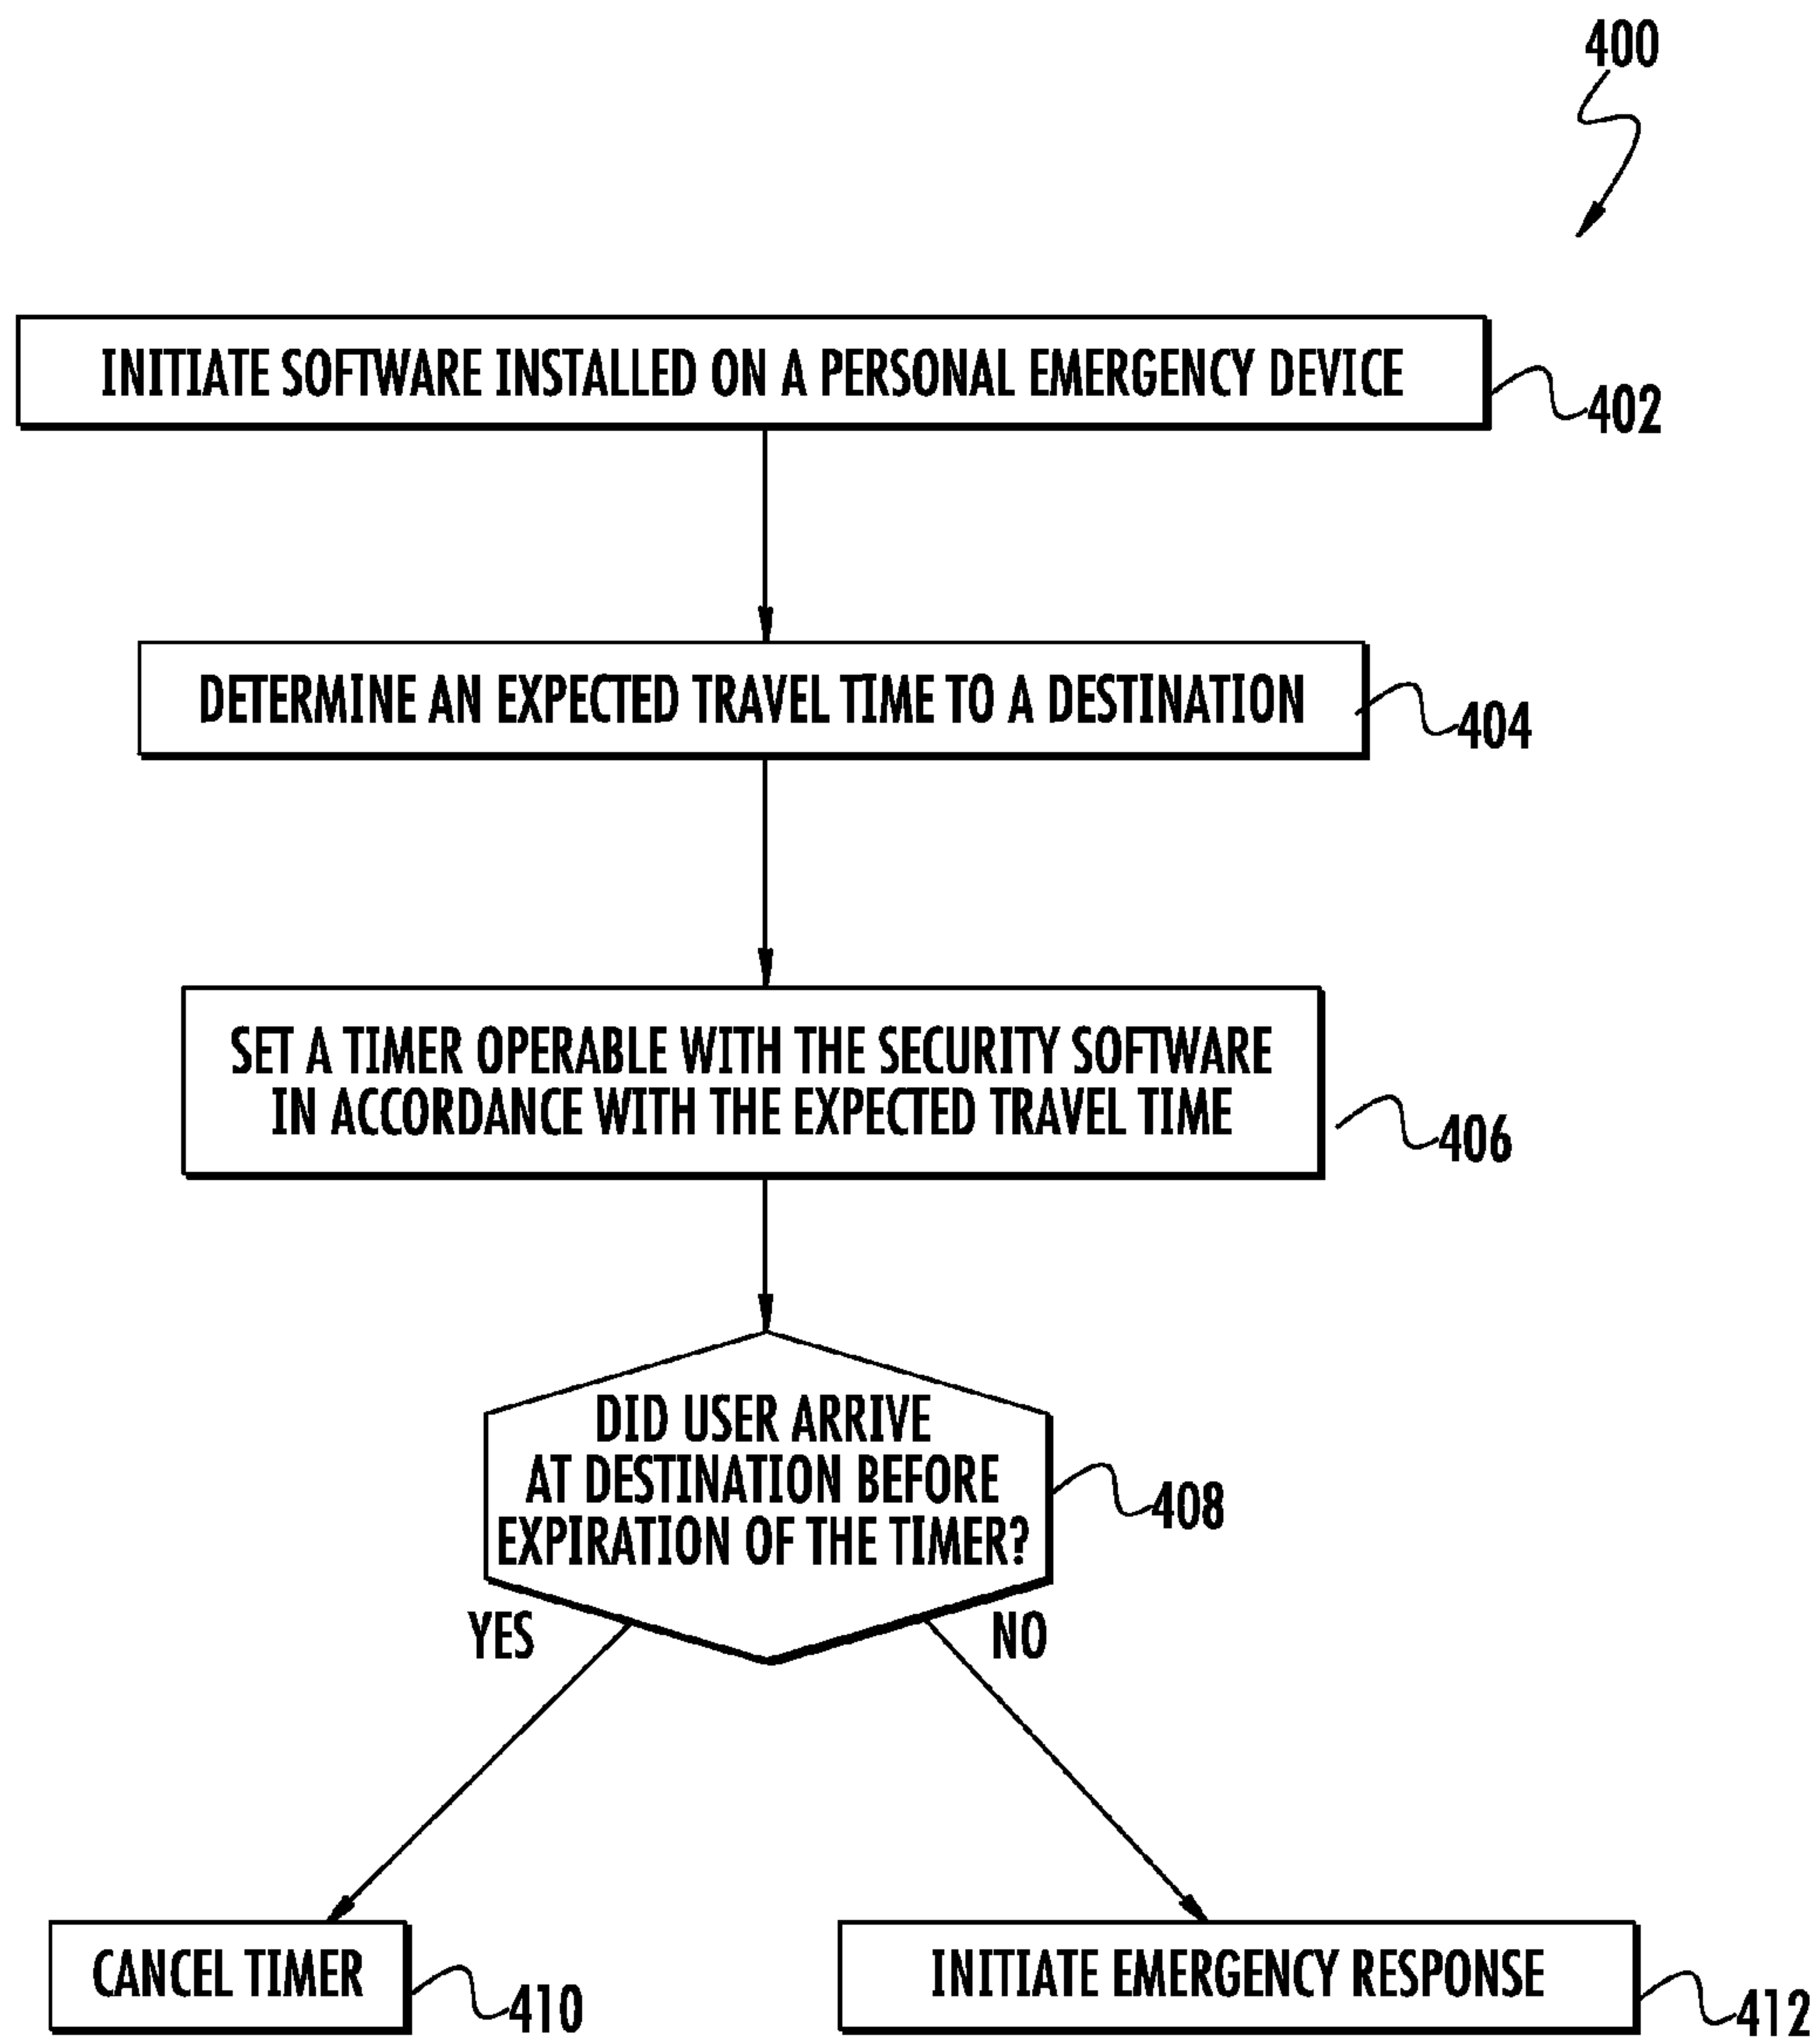 400
INITIATE SOFTWARE INSTALLED ON A PERSONAL EMERGENCY DEVICE
402
DETERMINE AN EXPECTED TRAVEL TIME TO A DESTINATION
404
SET A TIMER OPERABLE WITH THE SECURITY SOFTWARE
IN ACCORDANCE WITH THE EXPECTED TRAVEL TIME
406
DID USER ARRIVE
AT DESTINATION BEFORE
EXPIRATION OF THE TIMER?
408
YES
NO
CANCEL TIMER
410
INITIATE EMERGENCY RESPONSE
412